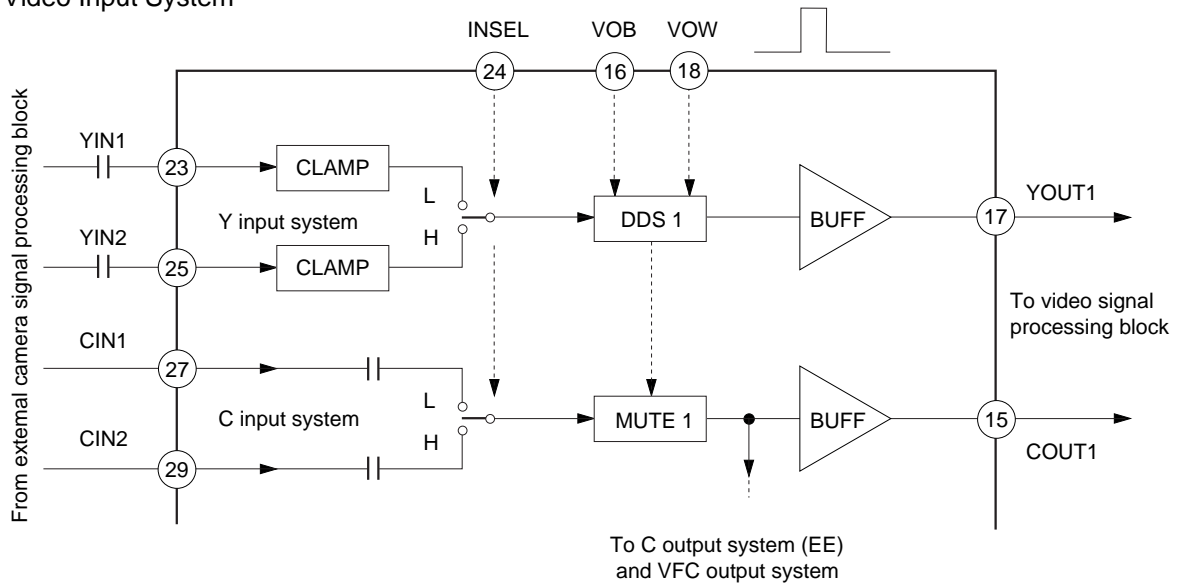 Video Input System
INSEL
VOB
VOW
24
16
18
From external camera signal processing block
YIN1
23
CLAMP
L
Y input system
H
YIN2
25
CLAMP
DDS 1
BUFF
17
YOUT1
To video signal
processing block
CIN1
27
L
C input system
H
CIN2
29
MUTE 1
BUFF
15
COUT1
To C output system (EE)
and VFC output system